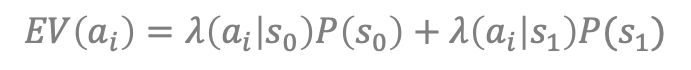 EV(aᵢ) = λ(aᵢ|s₀)P(s₀) + λ(aᵢ|s₁)P(s₁)